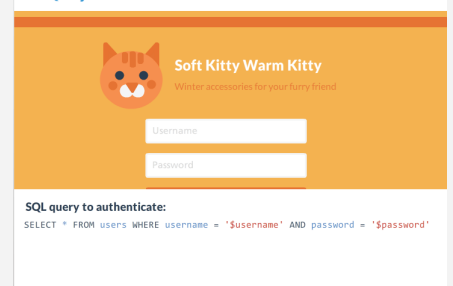 Soft Kitty Warm Kitty
Winter accessories for your furry friend
Username
Password
SQL query to authenticate:
SELECT * FROM users WHERE username = '$username' AND password = '$password'